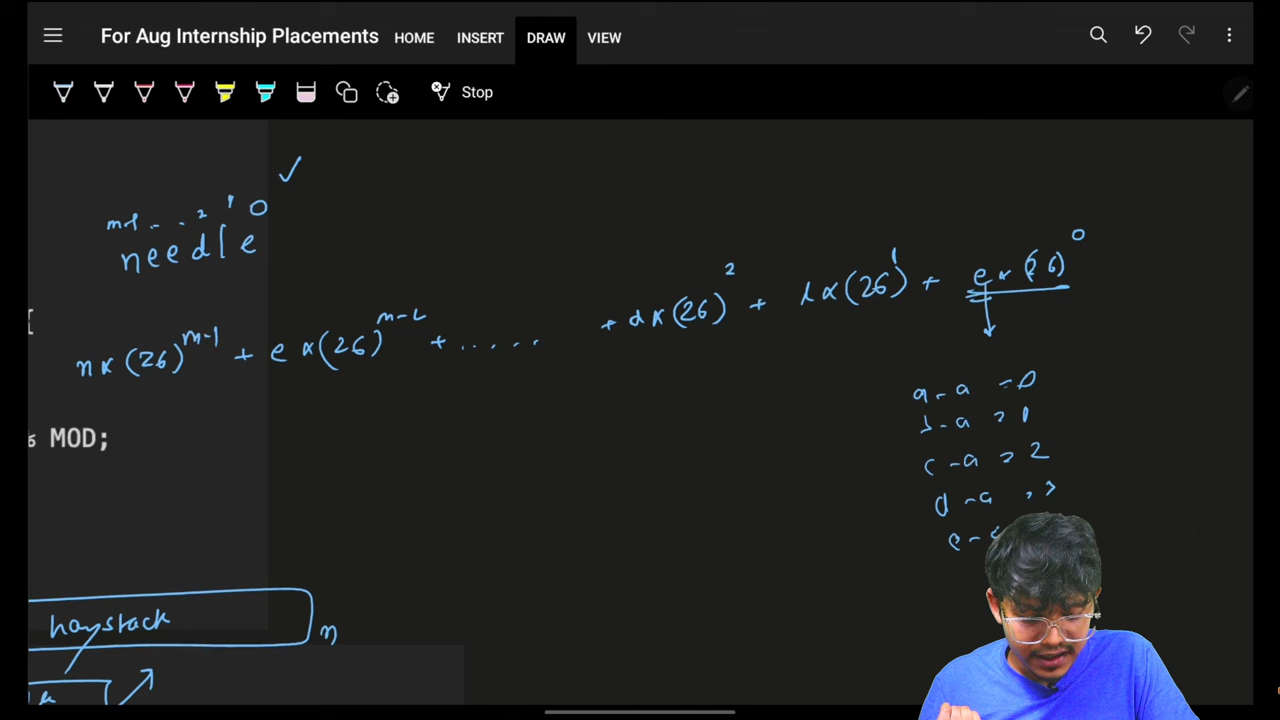 For Aug Internship Placements HOME INSERT DRAW VIEW
Stop
m-1 . . . 2 1 0
needle
n × (26)^m-1 + e × (26)^m-2 + ..... + d × (26)^2 + l × (26)^1 + e × (26)^0
a - a = 0
b - a = 1
c - a = 2
d - a = 3
e -
MOD;
haystack
n